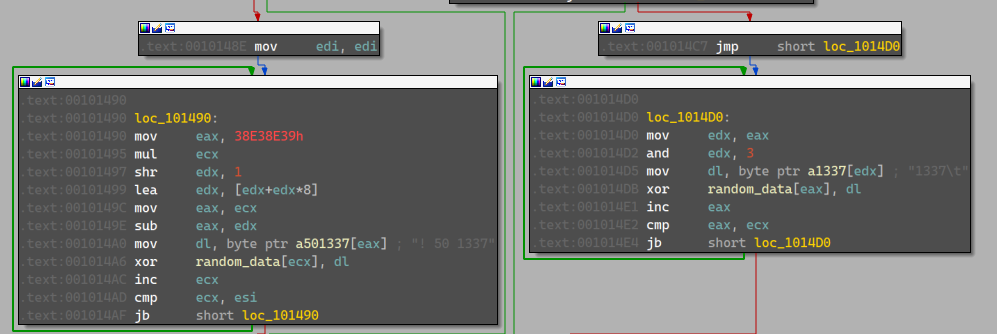 .text:0010148E mov edi, edi
.text:00101490
.text:00101490 loc_101490:
.text:00101490 mov eax, 38E38E39h
.text:00101495 mul ecx
.text:00101497 shr edx, 1
.text:00101499 lea edx, [edx+edx*8]
.text:0010149C mov eax, ecx
.text:0010149E sub eax, edx
.text:001014A0 mov dl, byte ptr a501337[eax] ; "! 50 1337"
.text:001014A6 xor random_data[ecx], dl
.text:001014AC inc ecx
.text:001014AD cmp ecx, esi
.text:001014AF jb short loc_101490
.text:001014C7 jmp short loc_1014D0
.text:001014D0
.text:001014D0 loc_1014D0:
.text:001014D0 mov edx, eax
.text:001014D2 and edx, 3
.text:001014D5 mov dl, byte ptr a1337[edx] ; "1337\t"
.text:001014DB xor random_data[eax], dl
.text:001014E1 inc eax
.text:001014E2 cmp eax, ecx
.text:001014E4 jb short loc_1014D0